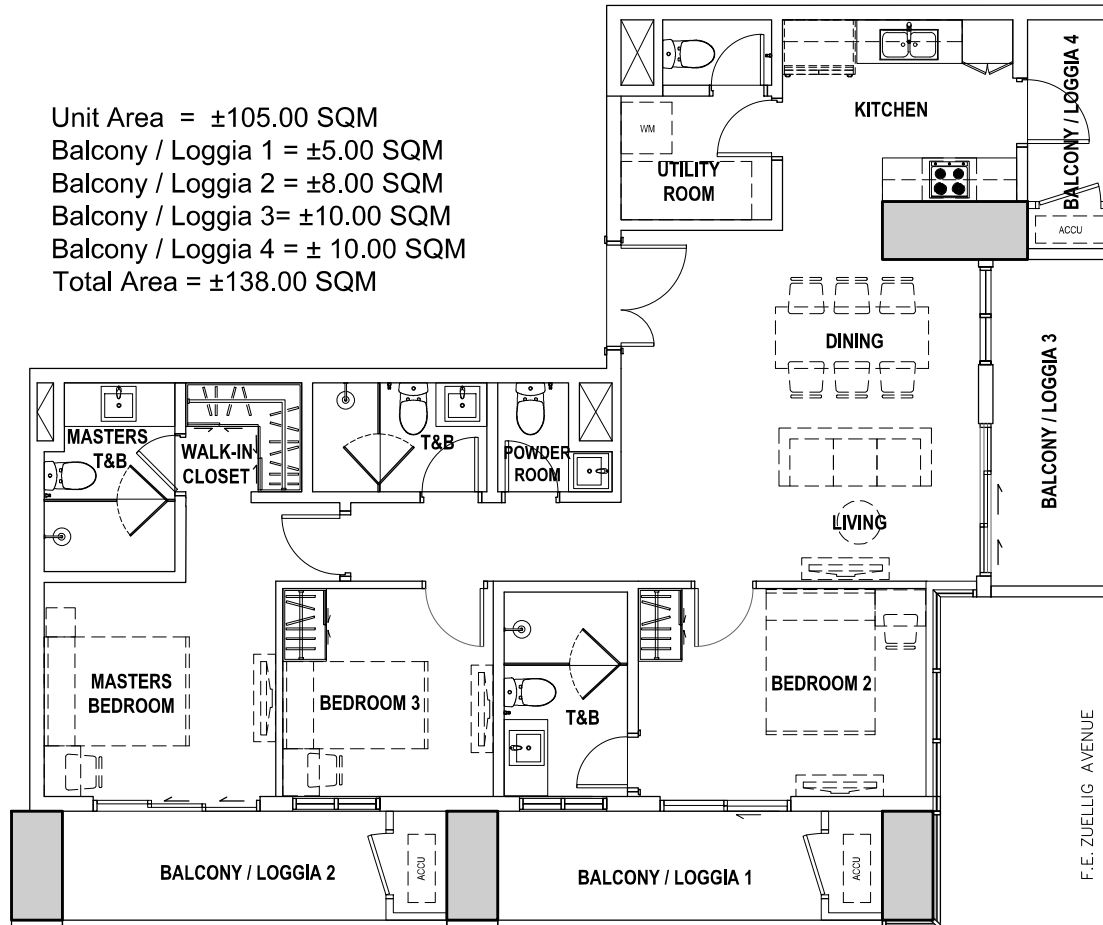 Unit Area = ±105.00 SQM
Balcony / Loggia 1 = ±5.00 SQM
Balcony / Loggia 2 = ±8.00 SQM
Balcony / Loggia 3= ±10.00 SQM
Balcony / Loggia 4 = ± 10.00 SQM
Total Area = ±138.00 SQM
KITCHEN
BALCONY / LOGGIA 4
WM
UTILITY
ROOM
ACCU
DINING
BALCONY / LOGGIA 3
MASTERS
T&B
WALK-IN
CLOSET
T&B
POWDER
ROOM
LIVING
MASTERS
BEDROOM
BEDROOM 3
T&B
BEDROOM 2
F.E. ZUELLIG AVENUE
BALCONY / LOGGIA 2
ACCU
BALCONY / LOGGIA 1
ACCU